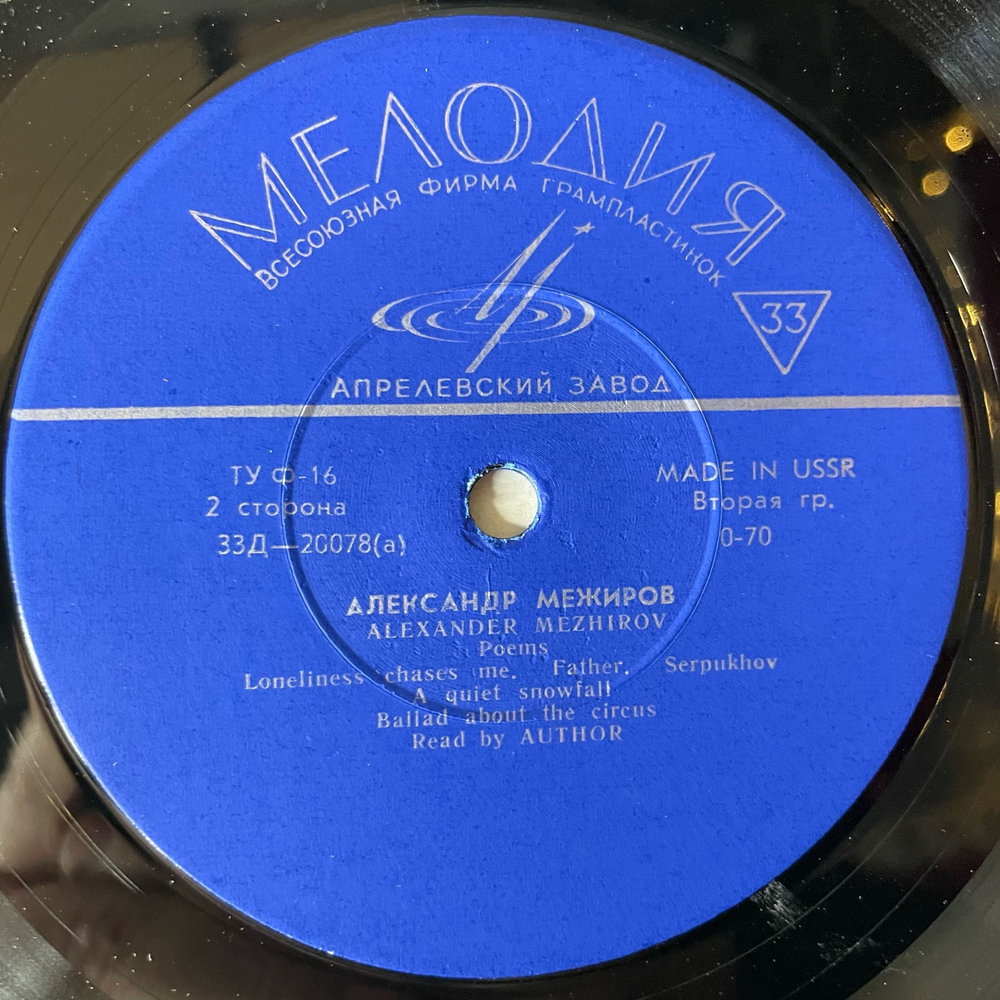 МЕЛОДИЯ
ВСЕСОЮЗНАЯ ФИРМА ГРАМПЛАСТИНОК
33
АПРЕЛЕВСКИЙ ЗАВОД
ТУ Ф-16
MADE IN USSR
2 сторона
Вторая гр.
33Д—20078(а)
0-70
АЛЕКСАНДР МЕЖИРОВ
ALEXANDER MEZHIROV
Poems
Loneliness chases me. Father. Serpukhov
A quiet snowfall
Ballad about the circus
Read by AUTHOR